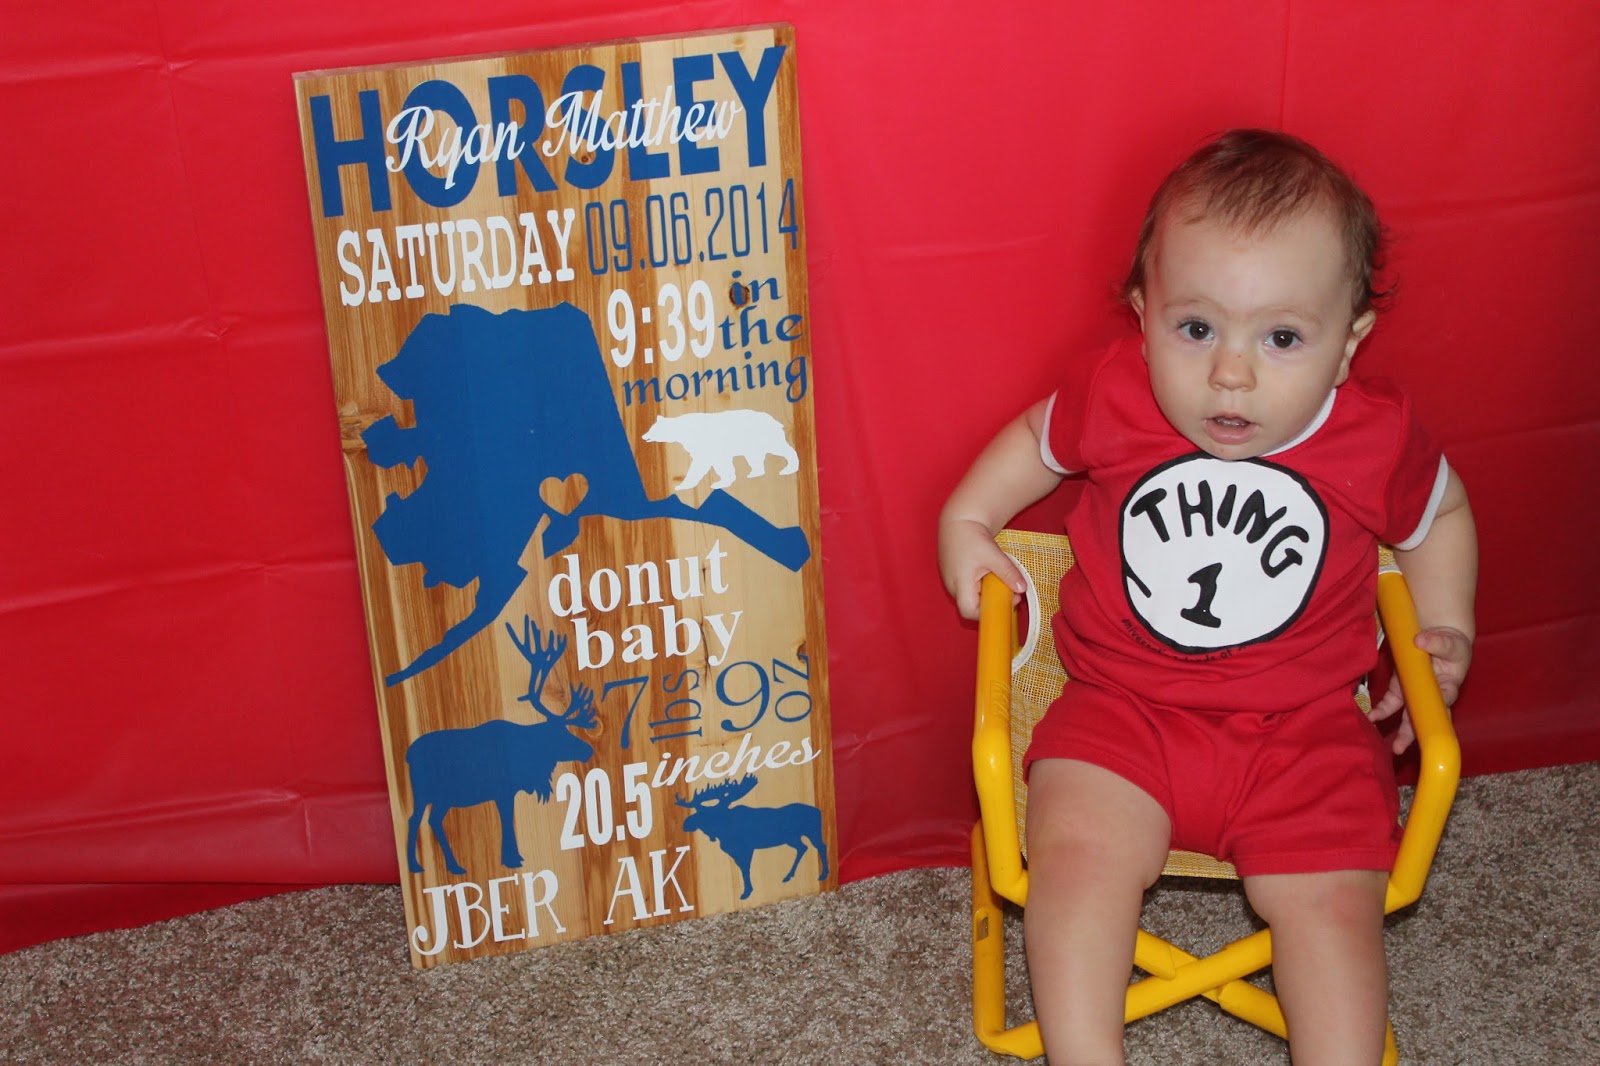 HORSLEY
Ryan Matthew
SATURDAY 09.06.2014
9:39 in the morning
donut
baby
7 lbs 9 oz
20.5 inches
JBER AK
THING
1